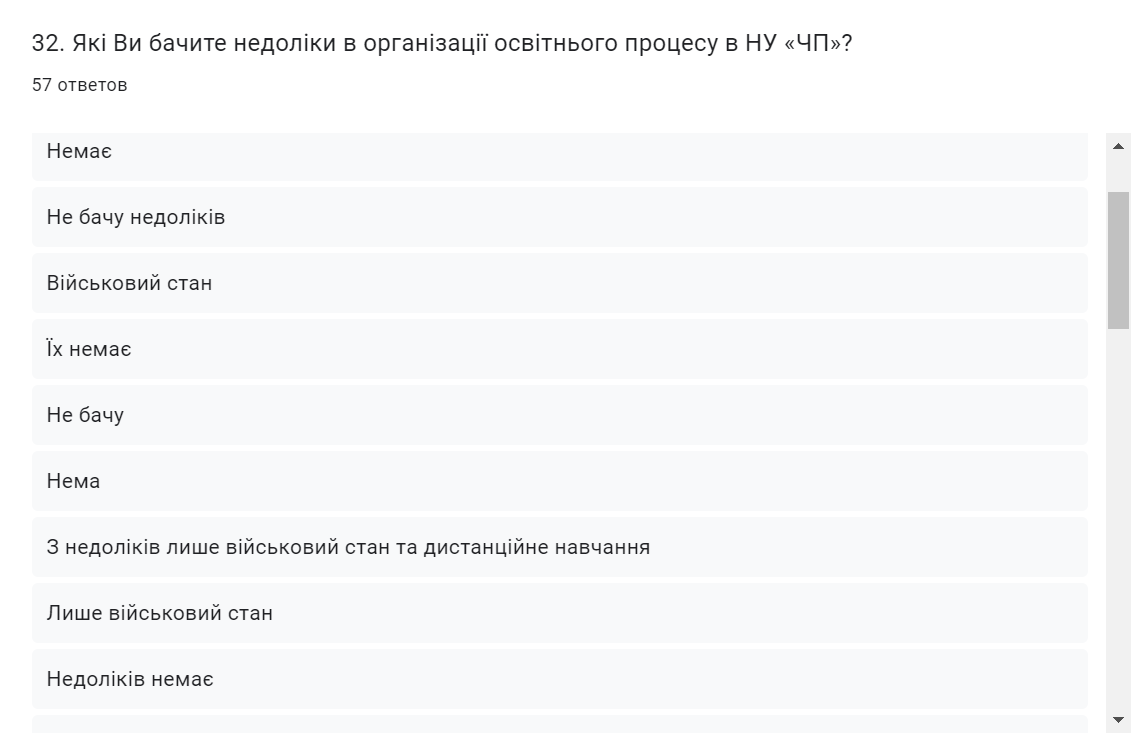 32. Які Ви бачите недоліки в організації освітнього процесу в НУ «ЧП»?
57 ответов
Немає
Не бачу недоліків
Військовий стан
Їх немає
Не бачу
Нема
З недоліків лише військовий стан та дистанційне навчання
Лише військовий стан
Недоліків немає